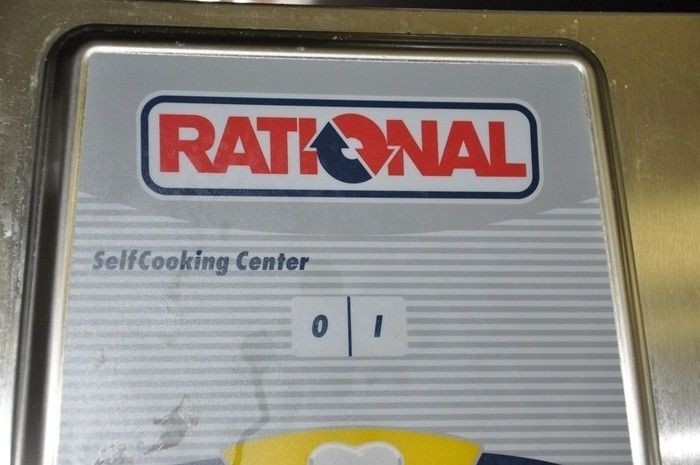 RATIONAL
SelfCooking Center
0 | I